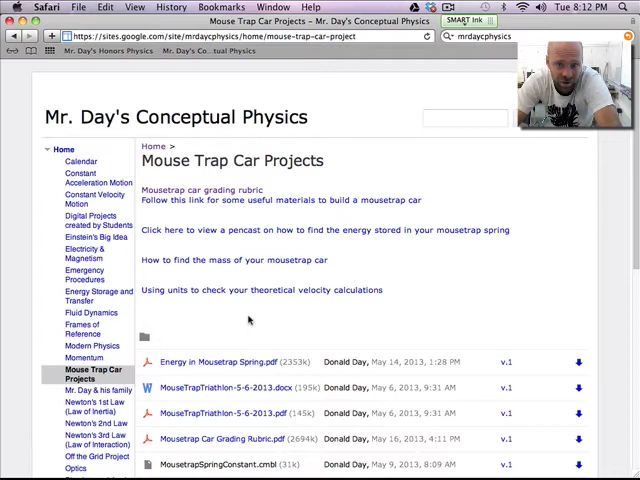 Safari File Edit View History Bookmarks Window Help Tue 8:12 PM
Mouse Trap Car Projects – Mr. Day's Conceptual Physics
SMART Ink
https://sites.google.com/site/mrdaycphysics/home/mouse-trap-car-project
mrdaycphysics
Mr. Day's Honors Physics Mr. Day's Co...tual Physics
Mr. Day's Conceptual Physics
Home
Calendar
Constant
Acceleration Motion
Constant Velocity
Motion
Digital Projects
created by Students
Einstein's Big Idea
Electricity &
Magnetism
Emergency
Procedures
Energy Storage and
Transfer
Fluid Dynamics
Frames of
Reference
Modern Physics
Momentum
Mouse Trap Car
Projects
Mr. Day & his family
Newton's 1st Law
(Law of Inertia)
Newton's 2nd Law
Newton's 3rd Law
(Law of Interaction)
Off the Grid Project
Optics
Home >
Mouse Trap Car Projects
Mousetrap car grading rubric
Follow this link for some useful materials to build a mousetrap car
Click here to view a pencast on how to find the energy stored in your mousetrap spring
How to find the mass of your mousetrap car
Using units to check your theoretical velocity calculations
Energy in Mousetrap Spring.pdf (2353k) Donald Day, May 14, 2013, 1:28 PM v.1
MouseTrapTriathlon-5-6-2013.docx (195k) Donald Day, May 6, 2013, 9:31 AM v.1
MouseTrapTriathlon-5-6-2013.pdf (145k) Donald Day, May 6, 2013, 9:31 AM v.1
Mousetrap Car Grading Rubric.pdf (2694k) Donald Day, May 16, 2013, 4:11 PM v.1
MousetrapSpringConstant.cmbl (31k) Donald Day, May 9, 2013, 8:09 AM v.1